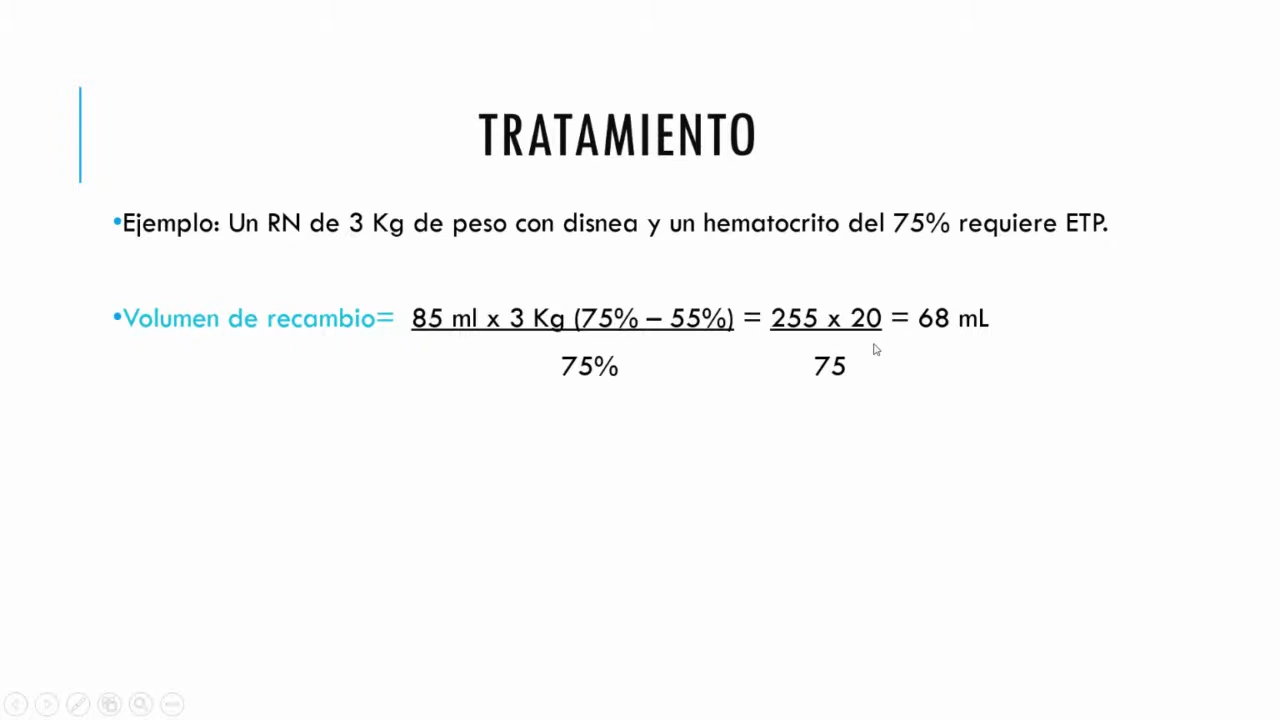 TRATAMIENTO
•Ejemplo: Un RN de 3 Kg de peso con disnea y un hematocrito del 75% requiere ETP.
•Volumen de recambio= 85 ml x 3 Kg (75% – 55%) = 255 x 20 = 68 mL
75% 75